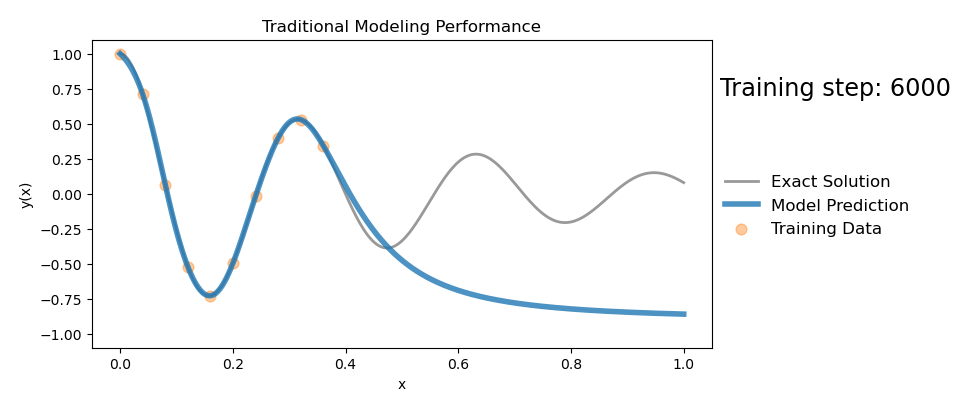 Traditional Modeling Performance
Training step: 6000
1.00
0.75
0.50
0.25
0.00
−0.25
−0.50
−0.75
−1.00
y(x)
0.0 0.2 0.4 0.6 0.8 1.0
x
Exact Solution
Model Prediction
Training Data